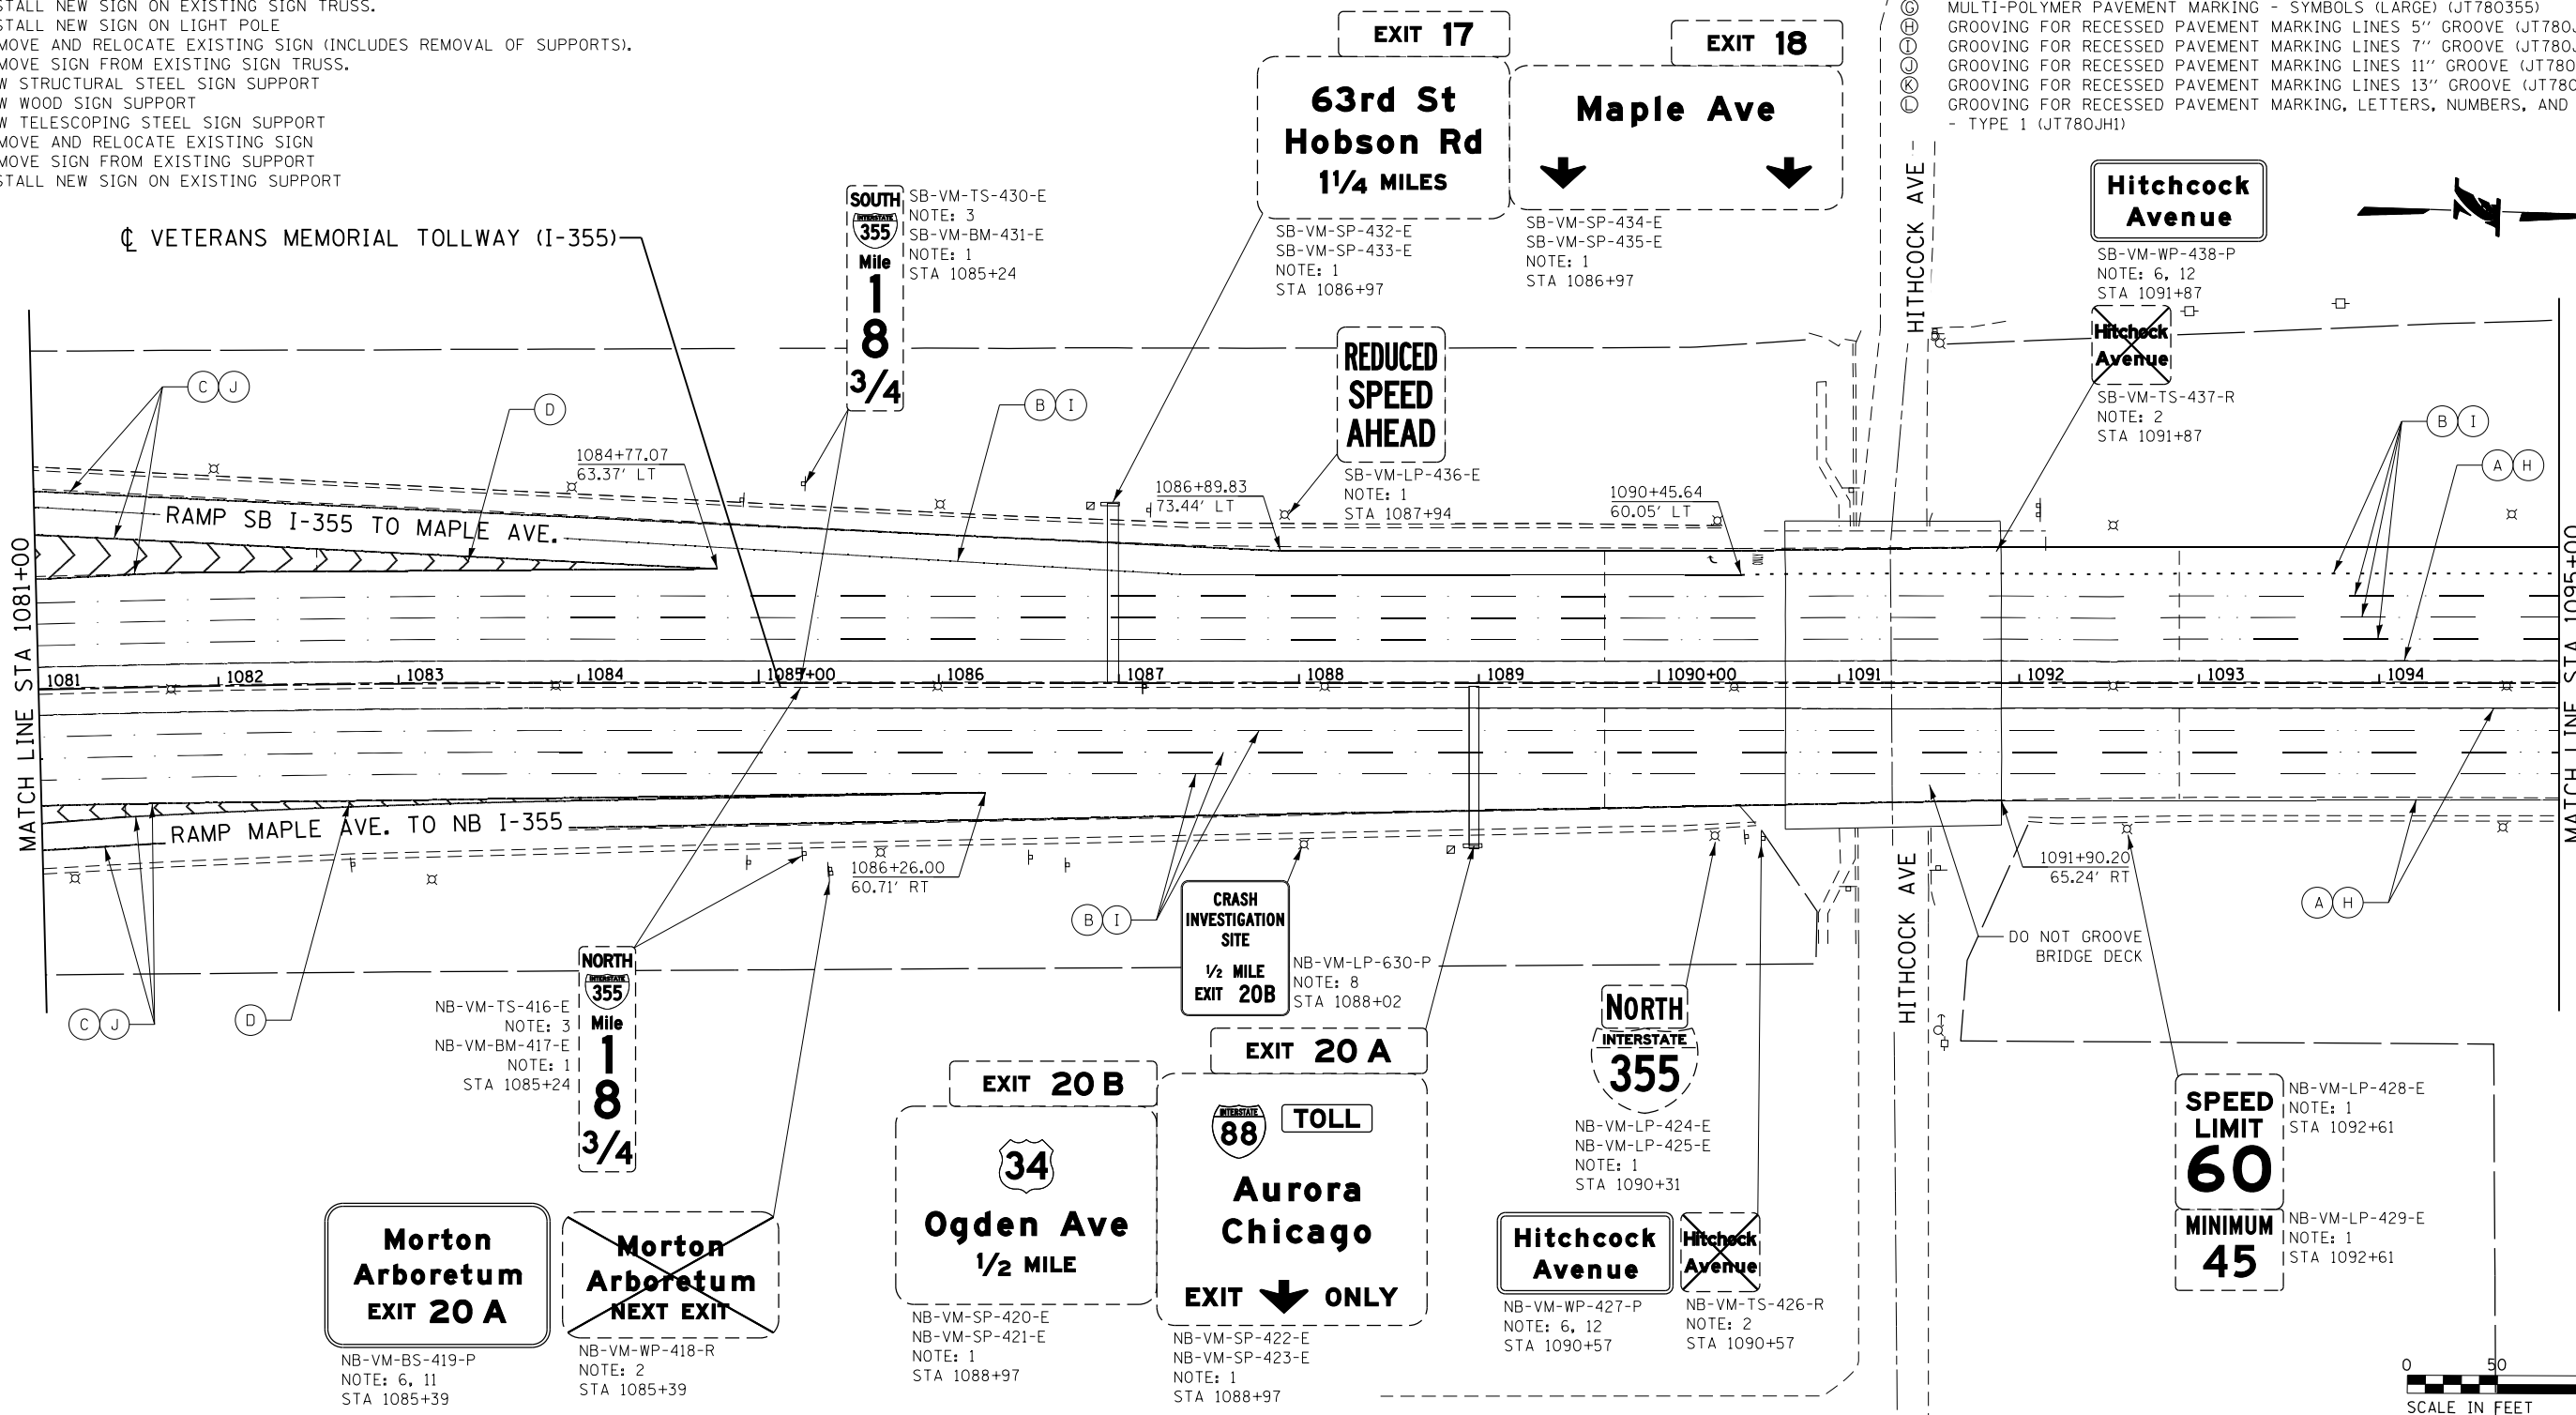 STALL NEW SIGN ON EXISTING SIGN TRUSS.
STALL NEW SIGN ON LIGHT POLE
MOVE AND RELOCATE EXISTING SIGN (INCLUDES REMOVAL OF SUPPORTS).
MOVE SIGN FROM EXISTING SIGN TRUSS.
W STRUCTURAL STEEL SIGN SUPPORT
W WOOD SIGN SUPPORT
W TELESCOPING STEEL SIGN SUPPORT
MOVE AND RELOCATE EXISTING SIGN
MOVE SIGN FROM EXISTING SUPPORT
STALL NEW SIGN ON EXISTING SUPPORT
G MULTI-POLYMER PAVEMENT MARKING - SYMBOLS (LARGE) (JT780355)
H GROOVING FOR RECESSED PAVEMENT MARKING LINES 5'' GROOVE (JT780J
I GROOVING FOR RECESSED PAVEMENT MARKING LINES 7'' GROOVE (JT780J
J GROOVING FOR RECESSED PAVEMENT MARKING LINES 11'' GROOVE (JT780
K GROOVING FOR RECESSED PAVEMENT MARKING LINES 13'' GROOVE (JT780
L GROOVING FOR RECESSED PAVEMENT MARKING, LETTERS, NUMBERS, AND
- TYPE 1 (JT780JH1)
℄ VETERANS MEMORIAL TOLLWAY (I-355)
SOUTH
INTERSTATE
355
Mile
1
8
3/4
SB-VM-TS-430-E
NOTE: 3
SB-VM-BM-431-E
NOTE: 1
STA 1085+24
EXIT 17
63rd St
Hobson Rd
1 1/4 MILES
SB-VM-SP-432-E
SB-VM-SP-433-E
NOTE: 1
STA 1086+97
EXIT 18
Maple Ave
SB-VM-SP-434-E
SB-VM-SP-435-E
NOTE: 1
STA 1086+97
HITHCOCK AVE
Hitchcock
Avenue
SB-VM-WP-438-P
NOTE: 6, 12
STA 1091+87
Hitchock
Avenue
SB-VM-TS-437-R
NOTE: 2
STA 1091+87
REDUCED
SPEED
AHEAD
SB-VM-LP-436-E
NOTE: 1
STA 1087+94
C J
D
B I
B I
A H
1084+77.07
63.37' LT
1086+89.83
73.44' LT
1090+45.64
60.05' LT
RAMP SB I-355 TO MAPLE AVE.
MATCH LINE STA 1081+00
MATCH LINE STA 1095+00
1081 1082 1083 1084 1085+00 1086 1087 1088 1089 1090+00 1091 1092 1093 1094
ONLY
RAMP MAPLE AVE. TO NB I-355
1086+26.00
60.71' RT
1091+90.20
65.24' RT
C J
D
B I
A H
DO NOT GROOVE
BRIDGE DECK
HITHCOCK AVE
NORTH
INTERSTATE
355
Mile
1
8
3/4
NB-VM-TS-416-E
NOTE: 3
NB-VM-BM-417-E
NOTE: 1
STA 1085+24
CRASH
INVESTIGATION
SITE
1/2 MILE
EXIT 20B
NB-VM-LP-630-P
NOTE: 8
STA 1088+02
Morton
Arboretum
EXIT 20 A
NB-VM-BS-419-P
NOTE: 6, 11
STA 1085+39
Morton
Arboretum
NEXT EXIT
NB-VM-WP-418-R
NOTE: 2
STA 1085+39
EXIT 20 B
34
Ogden Ave
1/2 MILE
NB-VM-SP-420-E
NB-VM-SP-421-E
NOTE: 1
STA 1088+97
EXIT 20 A
INTERSTATE
88
TOLL
Aurora
Chicago
EXIT ONLY
NB-VM-SP-422-E
NB-VM-SP-423-E
NOTE: 1
STA 1088+97
NORTH
INTERSTATE
355
NB-VM-LP-424-E
NB-VM-LP-425-E
NOTE: 1
STA 1090+31
Hitchcock
Avenue
NB-VM-WP-427-P
NOTE: 6, 12
STA 1090+57
Hitchock
Avenue
NB-VM-TS-426-R
NOTE: 2
STA 1090+57
SPEED
LIMIT
60
NB-VM-LP-428-E
NOTE: 1
STA 1092+61
MINIMUM
45
NB-VM-LP-429-E
NOTE: 1
STA 1092+61
0 50
SCALE IN FEET